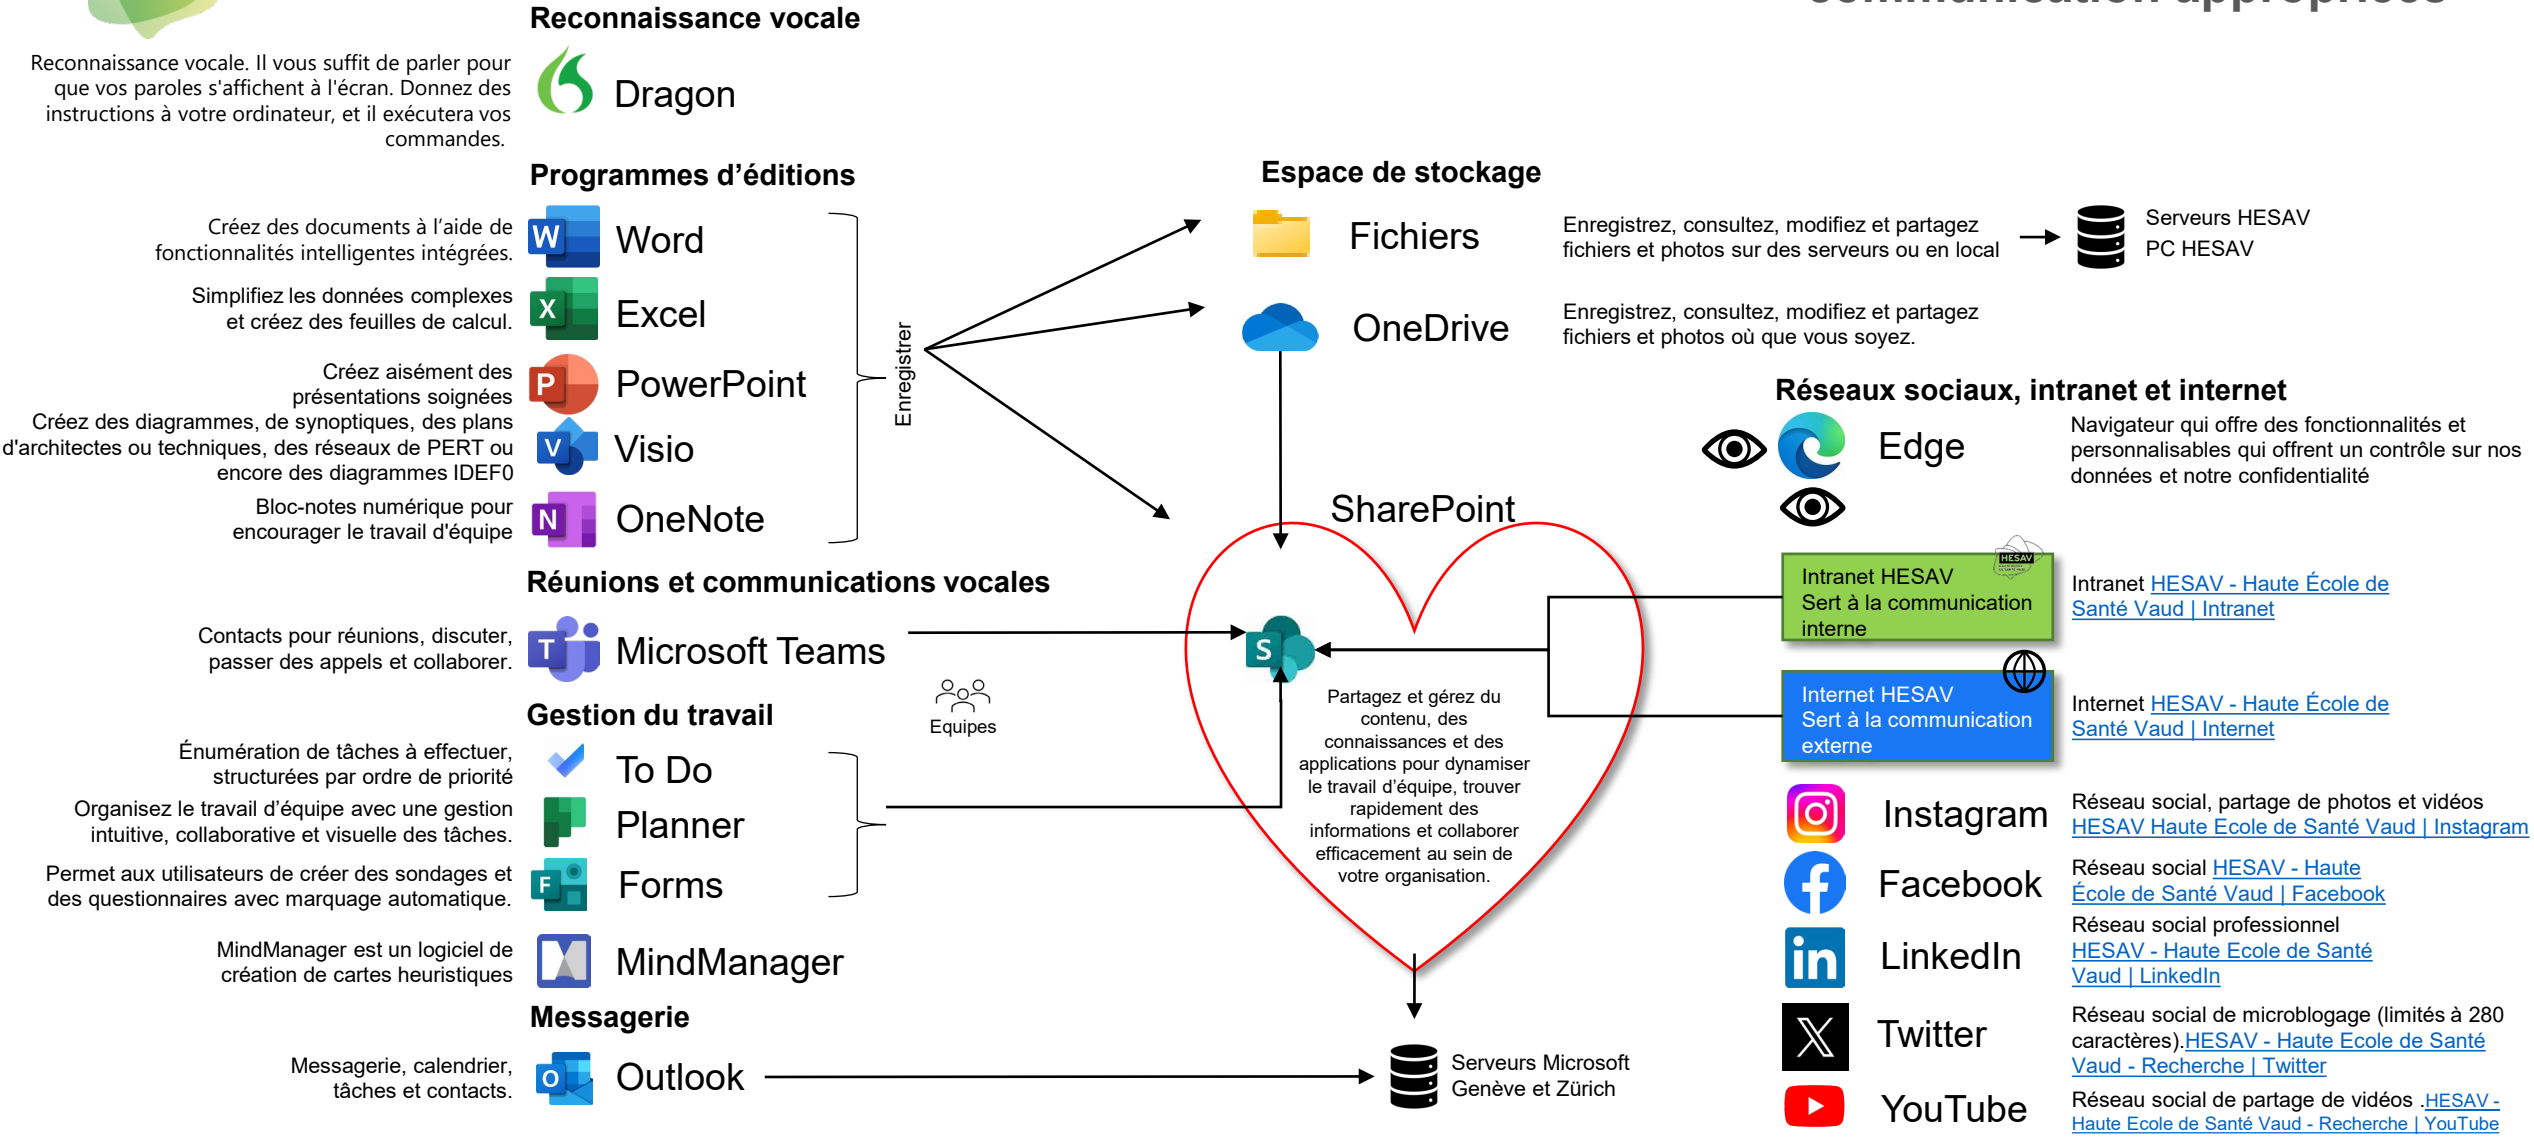 communication appropriées
Reconnaissance vocale
Reconnaissance vocale. Il vous suffit de parler pour
que vos paroles s'affichent à l'écran. Donnez des
instructions à votre ordinateur, et il exécutera vos
commandes.
Dragon
Programmes d’éditions
Créez des documents à l’aide de
fonctionnalités intelligentes intégrées.
W
Word
Simplifiez les données complexes
et créez des feuilles de calcul.
X
Excel
Créez aisément des
présentations soignées
P
PowerPoint
Créez des diagrammes, de synoptiques, des plans
d'architectes ou techniques, des réseaux de PERT ou
encore des diagrammes IDEF0
V
Visio
Bloc-notes numérique pour
encourager le travail d'équipe
N
OneNote
Enregistrer
Réunions et communications vocales
Contacts pour réunions, discuter,
passer des appels et collaborer.
T
Microsoft Teams
Equipes
Gestion du travail
Énumération de tâches à effectuer,
structurées par ordre de priorité
To Do
Organisez le travail d’équipe avec une gestion
intuitive, collaborative et visuelle des tâches.
Planner
Permet aux utilisateurs de créer des sondages et
des questionnaires avec marquage automatique.
F
Forms
MindManager est un logiciel de
création de cartes heuristiques
MindManager
Messagerie
Messagerie, calendrier,
tâches et contacts.
O
Outlook
Espace de stockage
Fichiers
Enregistrez, consultez, modifiez et partagez
fichiers et photos sur des serveurs ou en local
Serveurs HESAV
PC HESAV
OneDrive
Enregistrez, consultez, modifiez et partagez
fichiers et photos où que vous soyez.
SharePoint
S
Partagez et gérez du
contenu, des
connaissances et des
applications pour dynamiser
le travail d’équipe, trouver
rapidement des
informations et collaborer
efficacement au sein de
votre organisation.
Serveurs Microsoft
Genève et Zürich
Réseaux sociaux, intranet et internet
Edge
Navigateur qui offre des fonctionnalités et
personnalisables qui offrent un contrôle sur nos
données et notre confidentialité
HESAV
Intranet HESAV
Sert à la communication
interne
Intranet HESAV - Haute École de
Santé Vaud | Intranet
Internet HESAV
Sert à la communication
externe
Internet HESAV - Haute École de
Santé Vaud | Internet
Instagram
Réseau social, partage de photos et vidéos
HESAV Haute Ecole de Santé Vaud | Instagram
Facebook
Réseau social HESAV - Haute
École de Santé Vaud | Facebook
in
LinkedIn
Réseau social professionnel
HESAV - Haute Ecole de Santé
Vaud | LinkedIn
X
Twitter
Réseau social de microblogage (limités à 280
caractères).HESAV - Haute Ecole de Santé
Vaud - Recherche | Twitter
YouTube
Réseau social de partage de vidéos .HESAV -
Haute Ecole de Santé Vaud - Recherche | YouTube